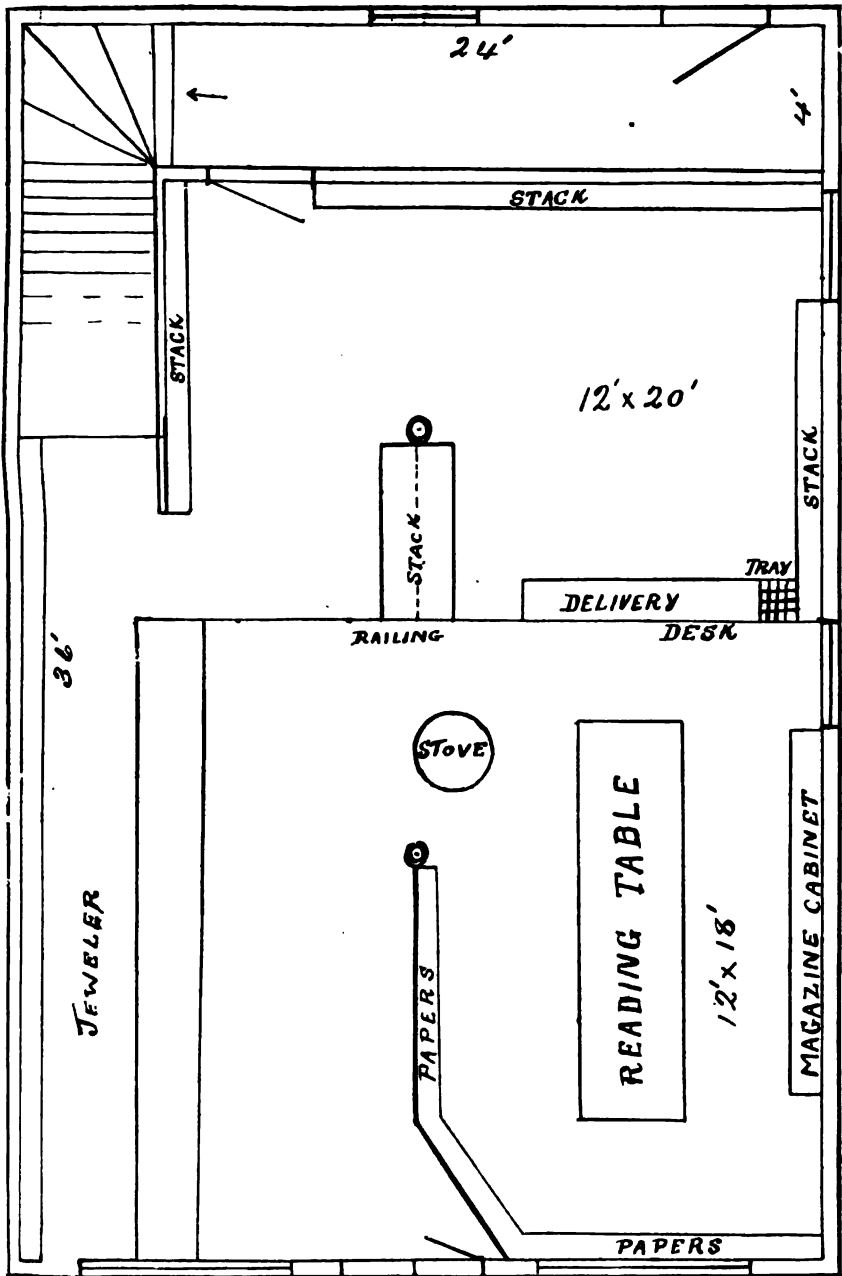 24'
4'
STACK
STACK
12' x 20'
STACK
STACK
TRAY
DELIVERY
DESK
RAILING
36'
STOVE
READING TABLE
12' x 18'
MAGAZINE CABINET
JEWELER
PAPERS
PAPERS